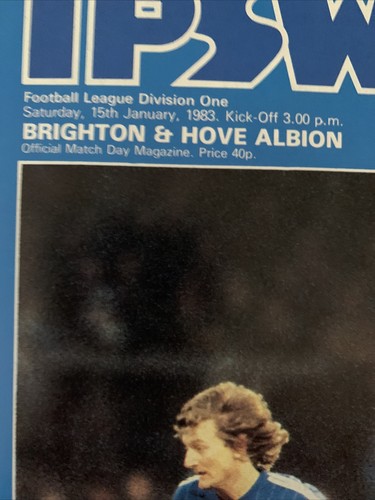 IPSW
Football League Division One
Saturday, 15th January, 1983. Kick-Off 3.00 p.m.
BRIGHTON & HOVE ALBION
Official Match Day Magazine. Price 40p.